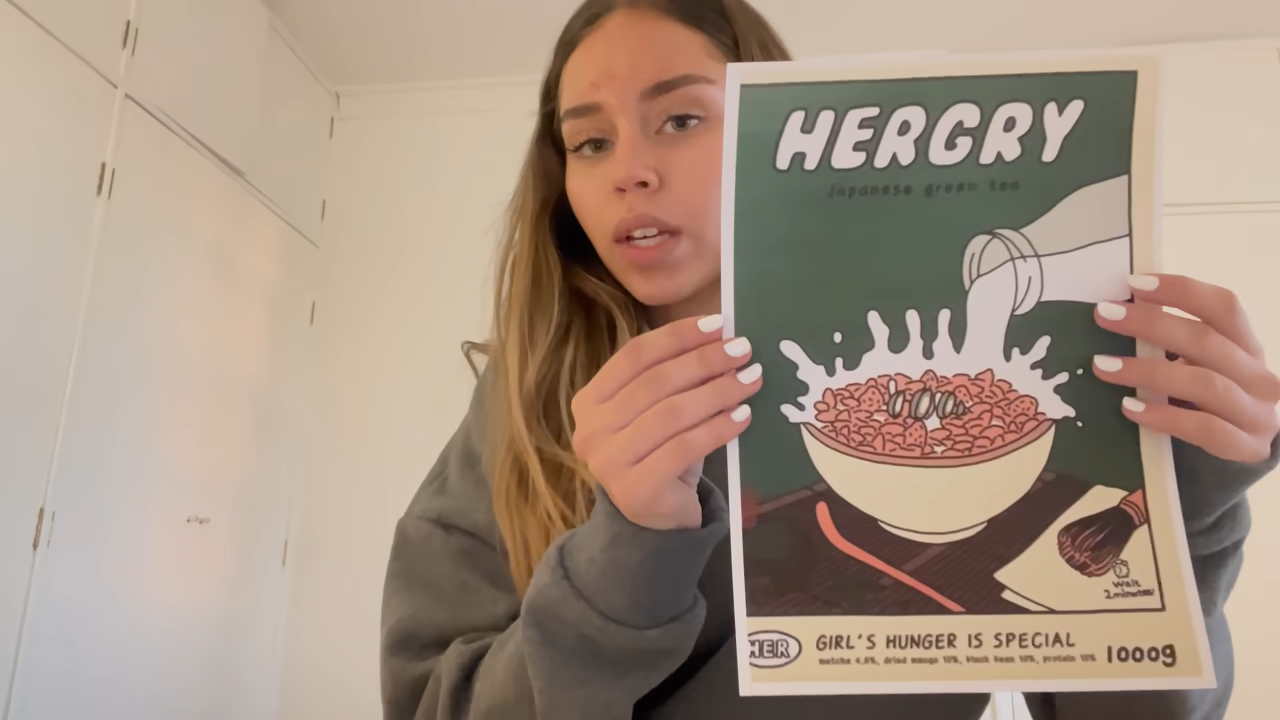 HERGRY
Japanese green tea
Wait
2minutes
HER
GIRL'S HUNGER IS SPECIAL
matcha 4,8%, dried mango 10%, black bean 10%, protein 10%
1000g